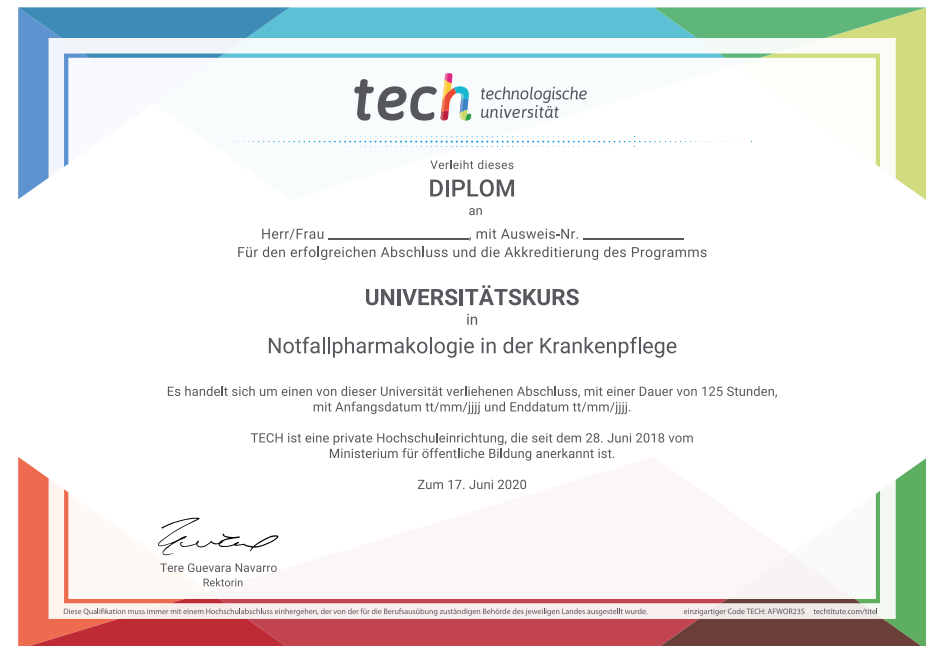 tech technologische
universität
Verleiht dieses
DIPLOM
an
Herr/Frau ____________, mit Ausweis-Nr. ____________
Für den erfolgreichen Abschluss und die Akkreditierung des Programms
UNIVERSITÄTSKURS
in
Notfallpharmakologie in der Krankenpflege
Es handelt sich um einen von dieser Universität verliehenen Abschluss, mit einer Dauer von 125 Stunden,
mit Anfangsdatum tt/mm/jjjj und Enddatum tt/mm/jjjj.
TECH ist eine private Hochschuleinrichtung, die seit dem 28. Juni 2018 vom
Ministerium für öffentliche Bildung anerkannt ist.
Zum 17. Juni 2020
Tere Guevara Navarro
Rektorin
Diese Qualifikation muss immer mit einem Hochschulabschluss einhergehen, der von der für die Berufsausübung zuständigen Behörde des jeweiligen Landes ausgestellt wurde. einzigartiger Code TECH: AFWOR23S techtitute.com/titel